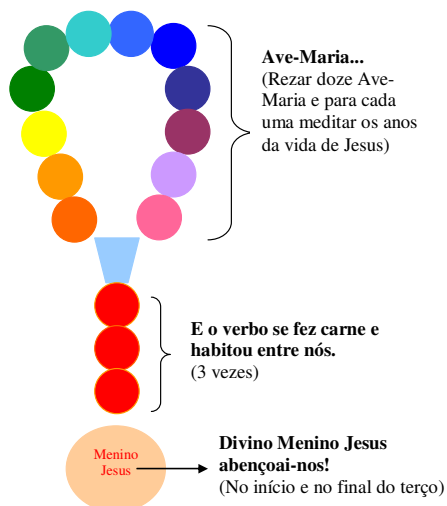 Ave-Maria...
(Rezar doze Ave-
Maria e para cada
uma meditar os anos
da vida de Jesus)
E o verbo se fez carne e
habitou entre nós.
(3 vezes)
Menino
Jesus
Divino Menino Jesus
abençoai-nos!
(No início e no final do terço)